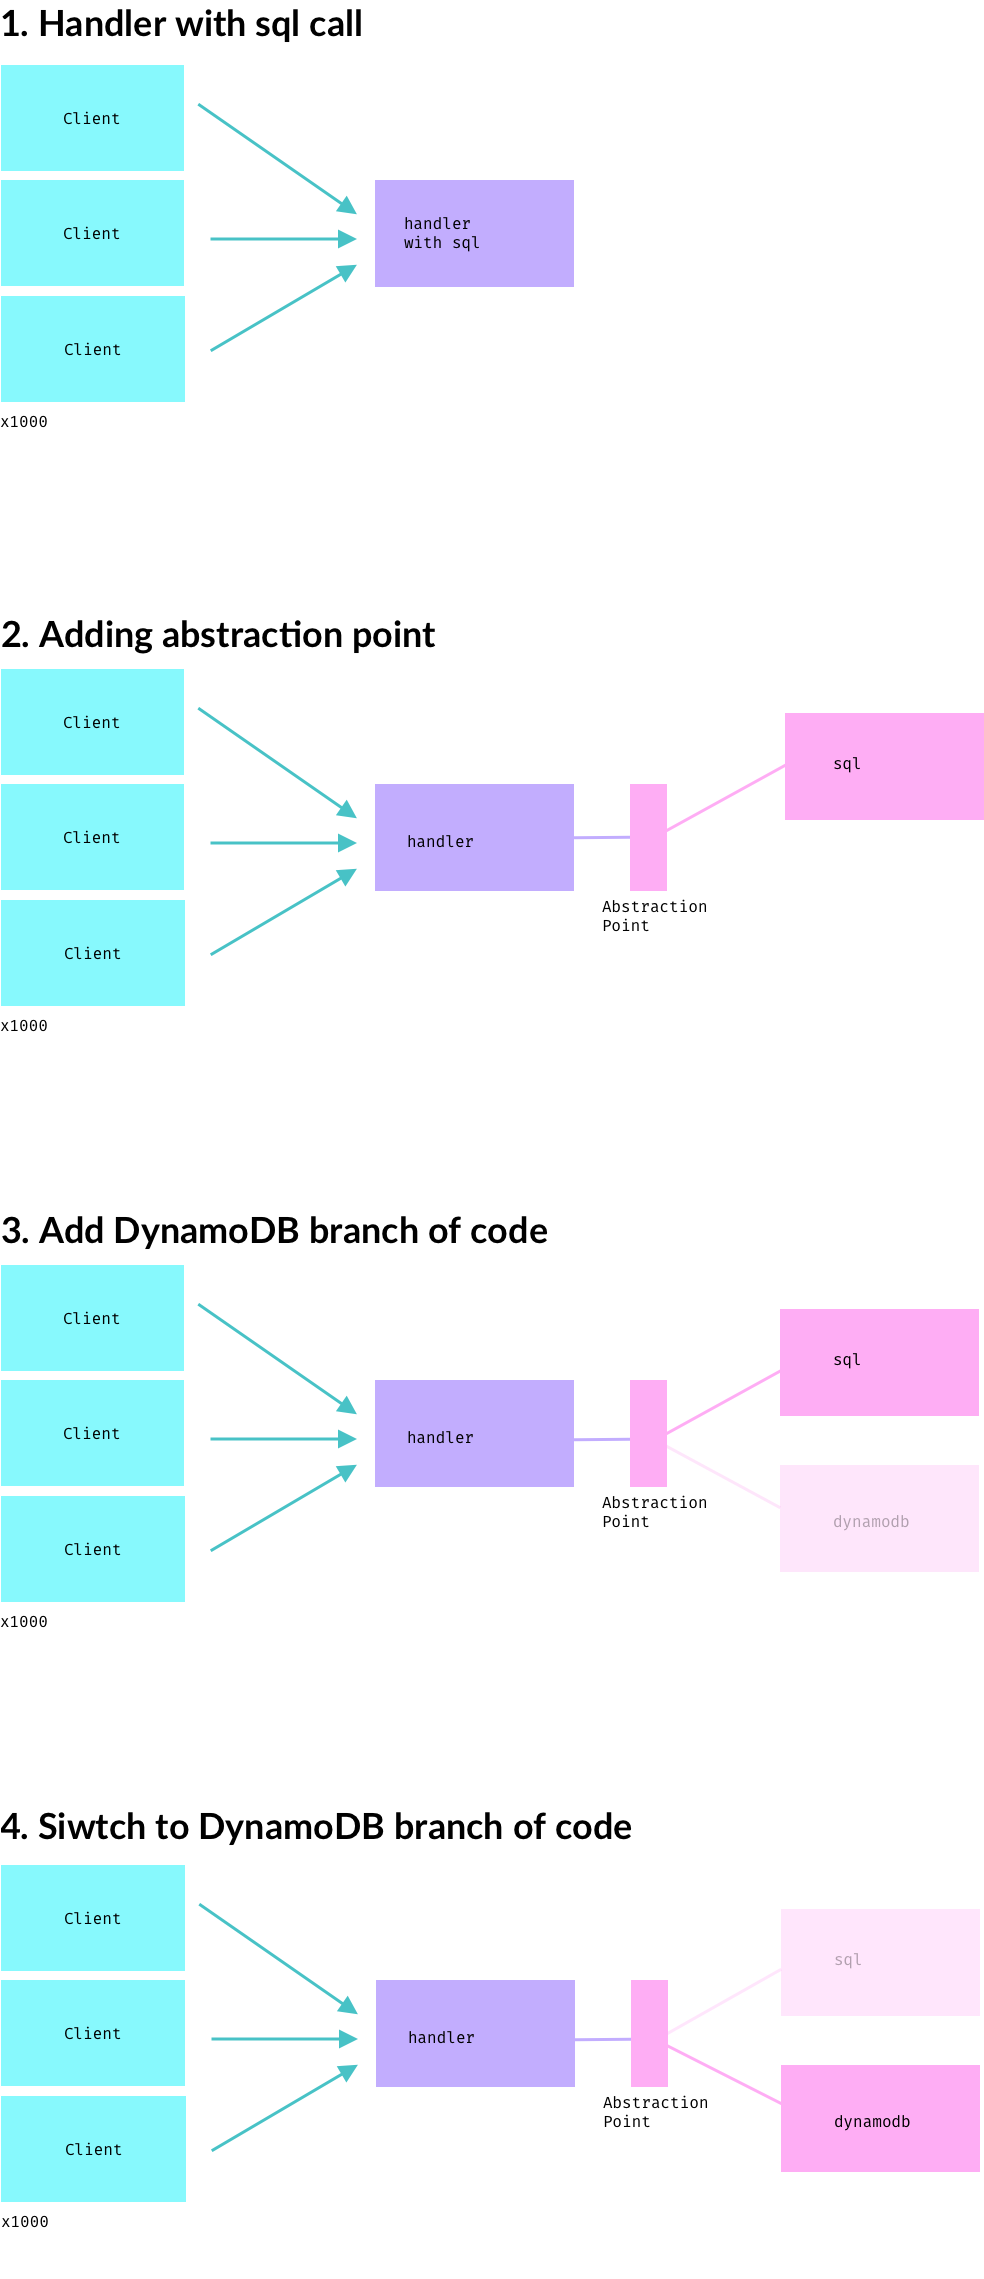 1. Handler with sql call
Client
Client
handler
with sql
Client
x1000
2. Adding abstraction point
Client
sql
Client
handler
Abstraction
Point
Client
x1000
3. Add DynamoDB branch of code
Client
sql
Client
handler
Abstraction
Point
dynamodb
Client
x1000
4. Siwtch to DynamoDB branch of code
Client
sql
Client
handler
Abstraction
Point
dynamodb
Client
x1000